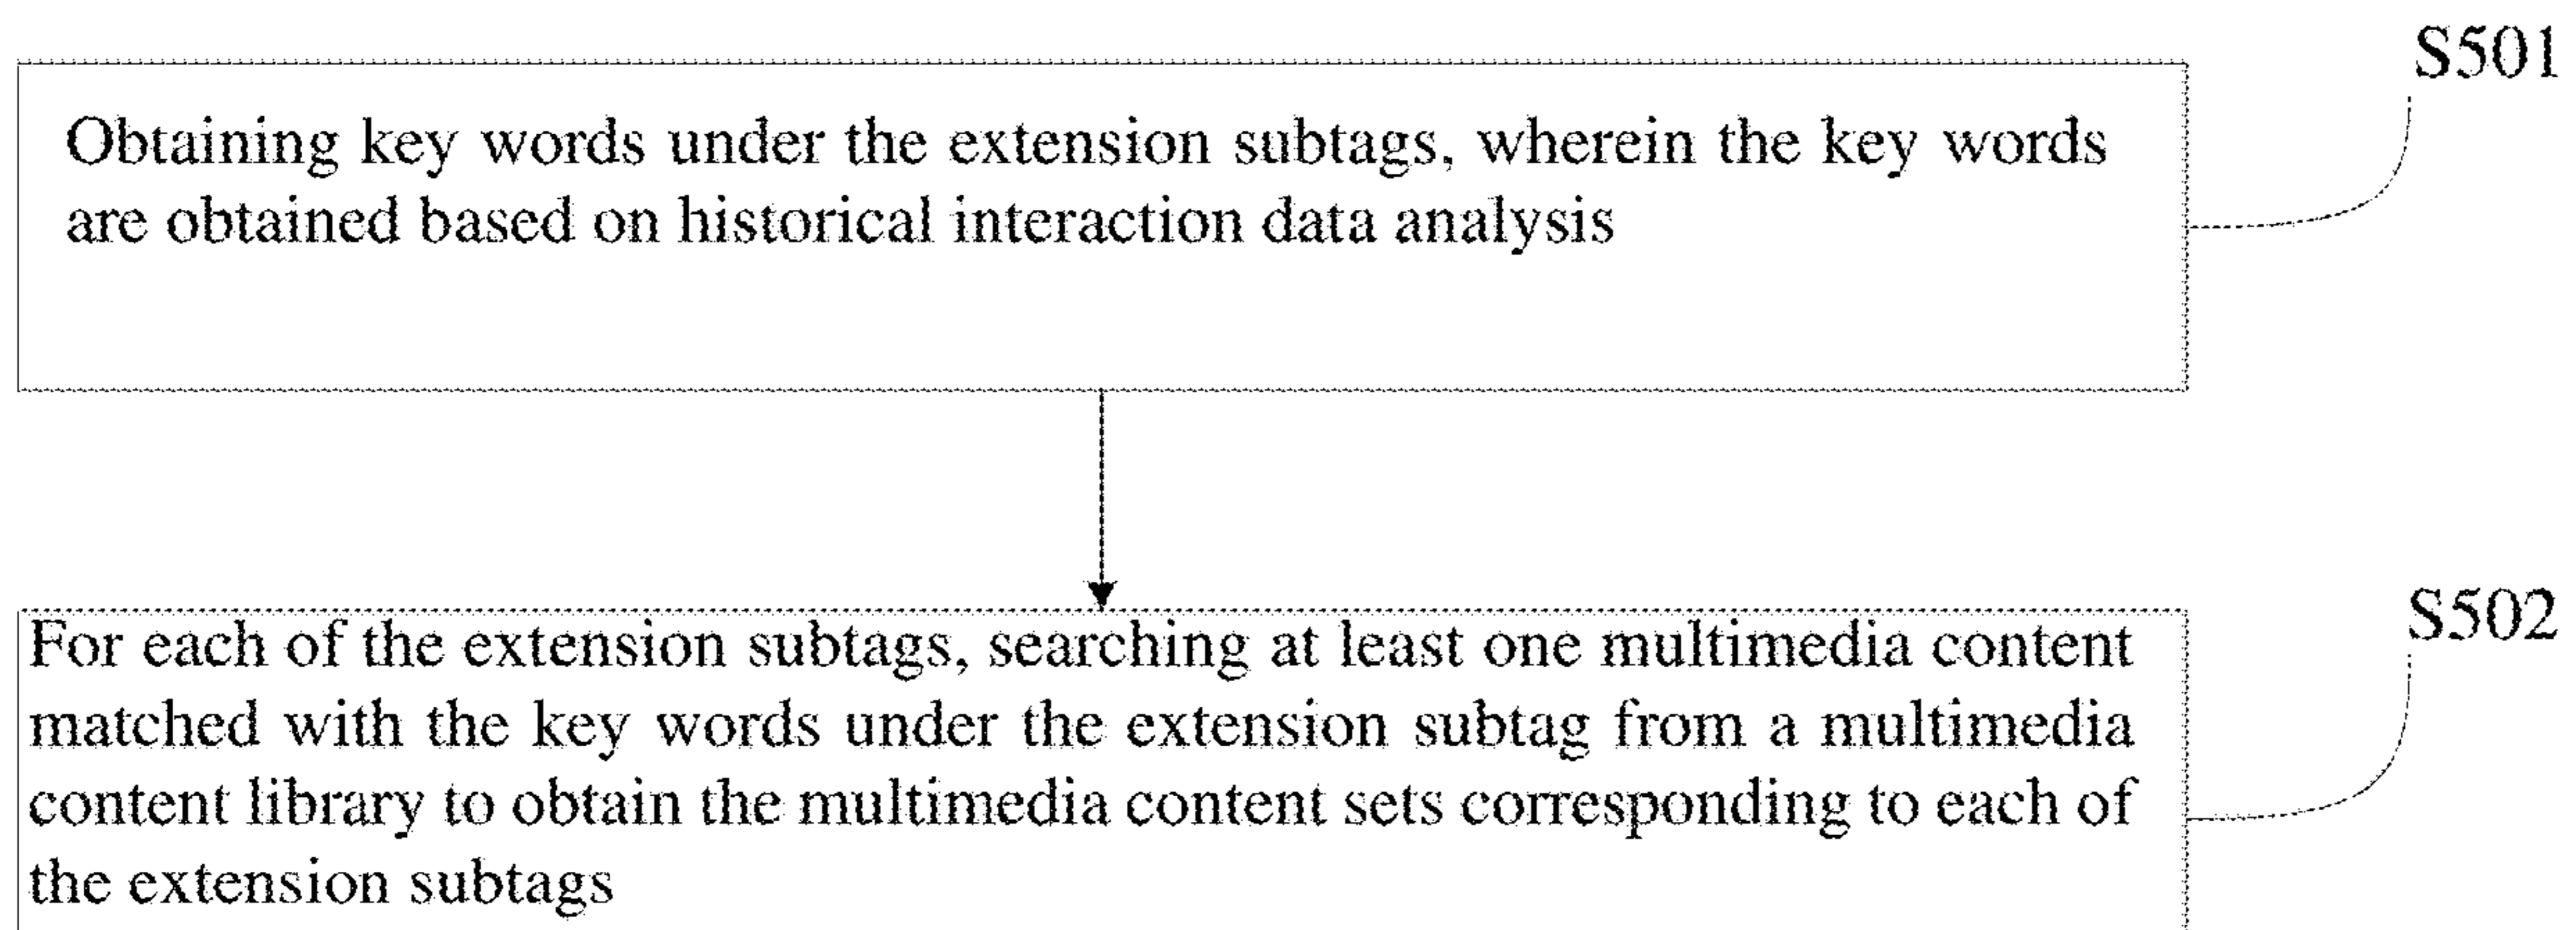 S501
Obtaining key words under the extension subtags, wherein the key words
are obtained based on historical interaction data analysis
S502
For each of the extension subtags, searching at least one multimedia content
matched with the key words under the extension subtag from a multimedia
content library to obtain the multimedia content sets corresponding to each of
the extension subtags